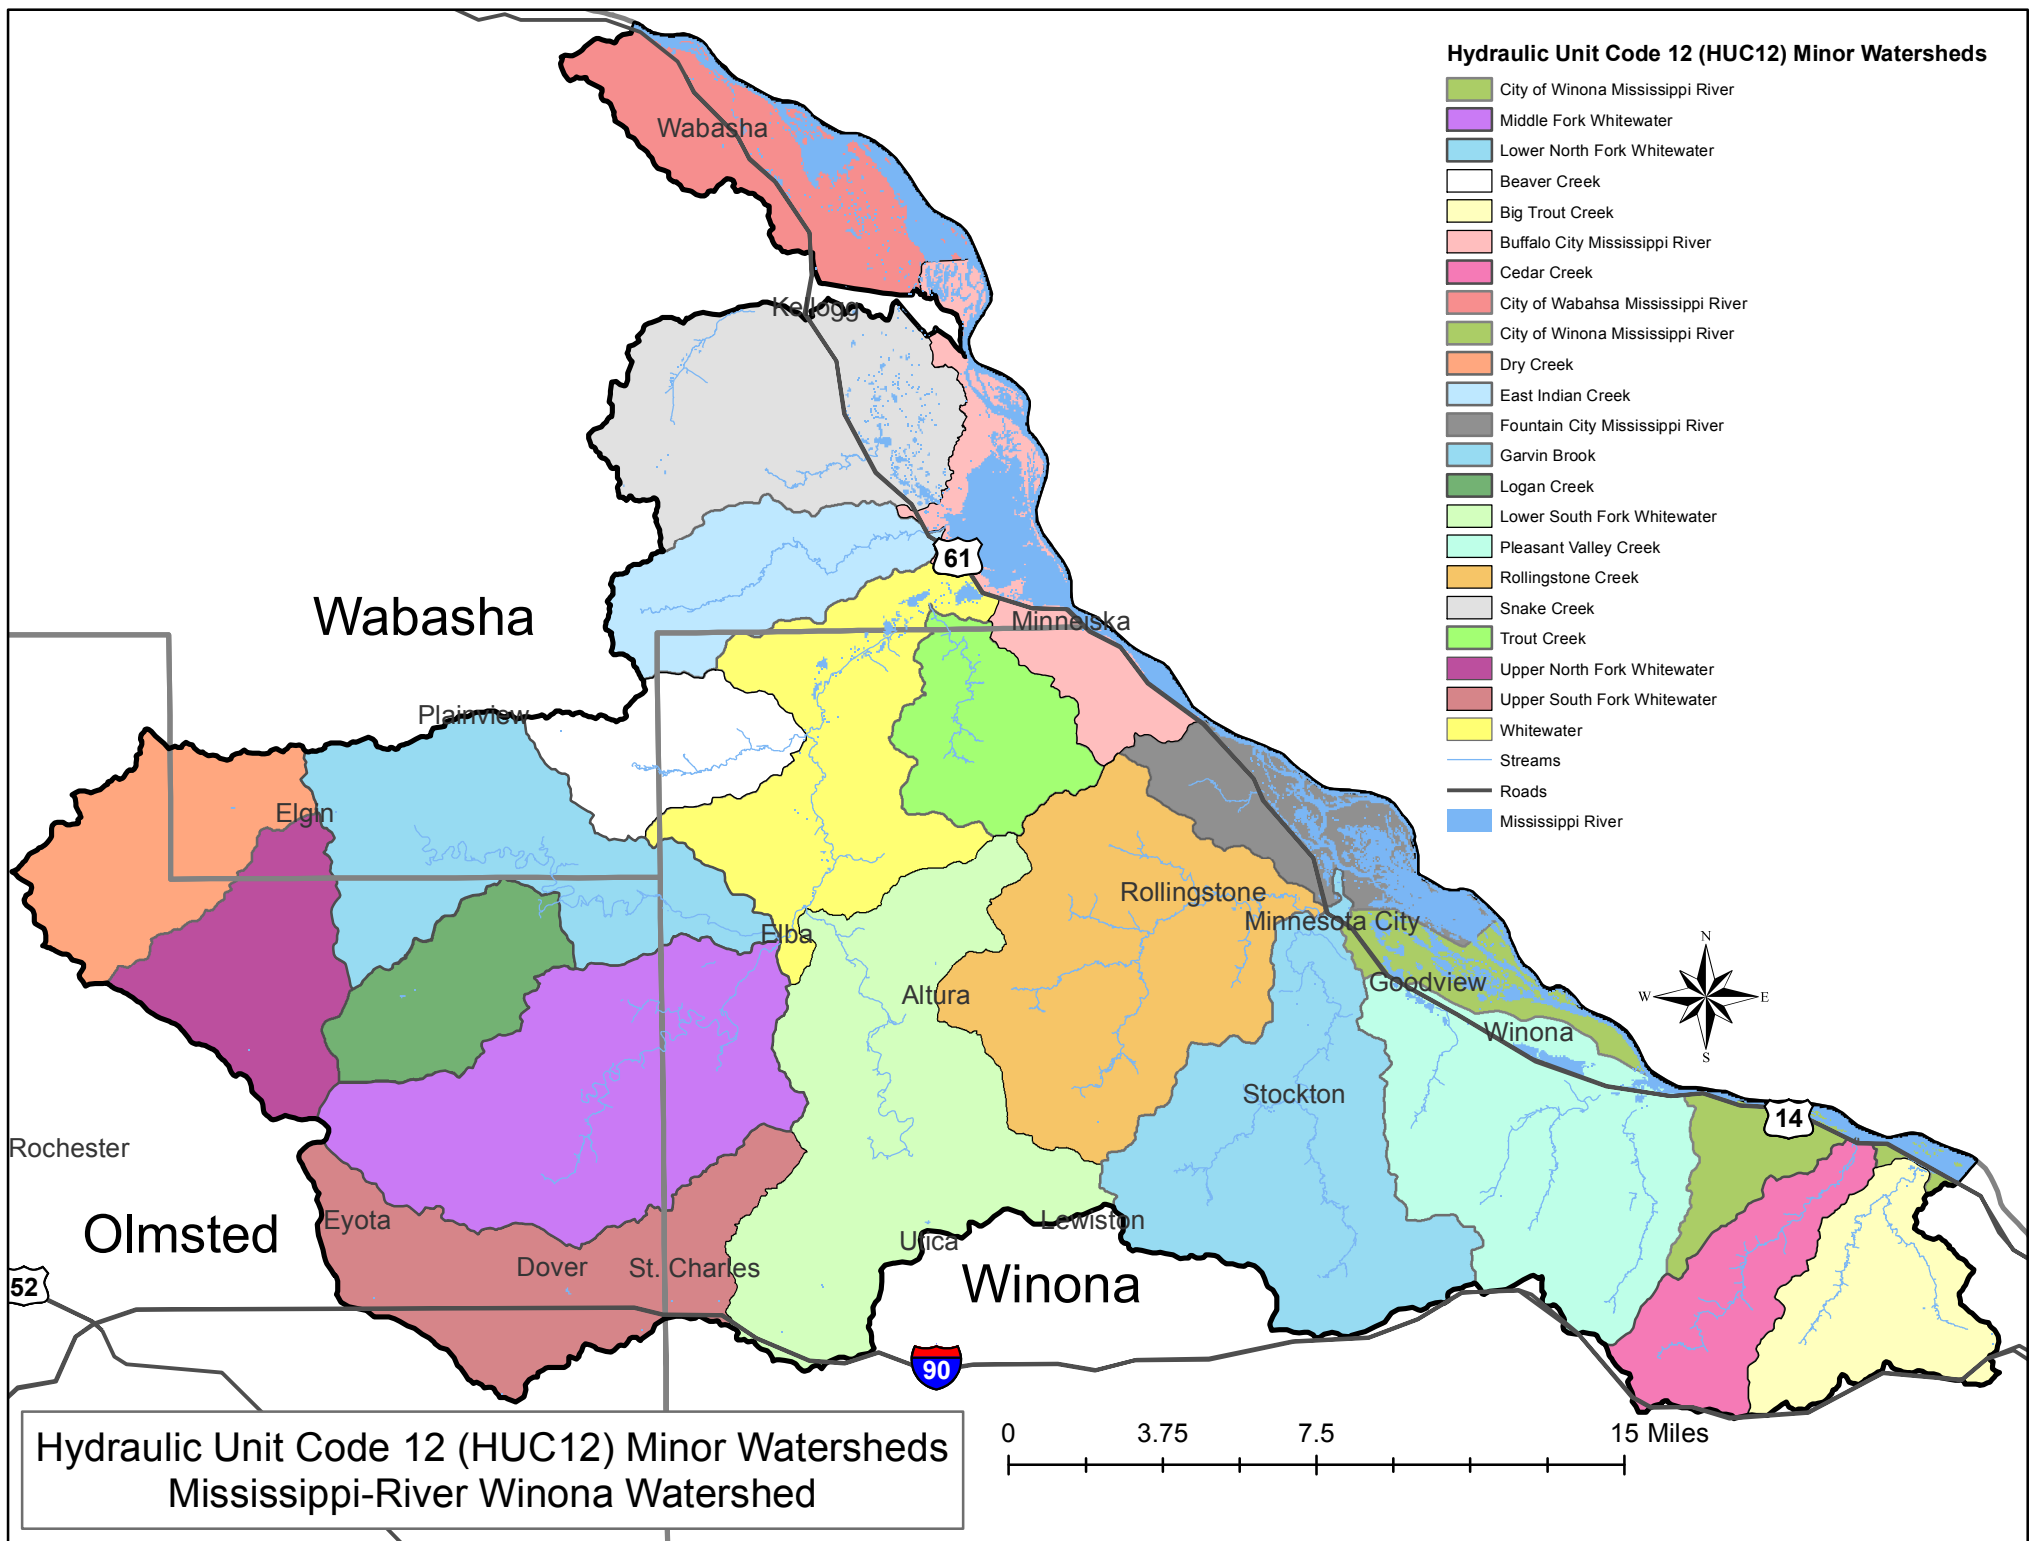 Hydraulic Unit Code 12 (HUC12) Minor Watersheds
City of Winona Mississippi River
Middle Fork Whitewater
Lower North Fork Whitewater
Beaver Creek
Big Trout Creek
Buffalo City Mississippi River
Cedar Creek
City of Wabahsa Mississippi River
City of Winona Mississippi River
Dry Creek
East Indian Creek
Fountain City Mississippi River
Garvin Brook
Logan Creek
Lower South Fork Whitewater
Pleasant Valley Creek
Rollingstone Creek
Snake Creek
Trout Creek
Upper North Fork Whitewater
Upper South Fork Whitewater
Whitewater
Streams
Roads
Mississippi River
Wabasha
Kellogg
61
Wabasha
Minneiska
Plainview
Elgin
Rollingstone
Minnesota City
Elba
Goodview
Altura
Winona
N
W
E
S
Stockton
14
Rochester
Eyota
Olmsted
Lewiston
Utica
Dover
St. Charles
Winona
52
90
Hydraulic Unit Code 12 (HUC12) Minor Watersheds
Mississippi-River Winona Watershed
0
3.75
7.5
15 Miles